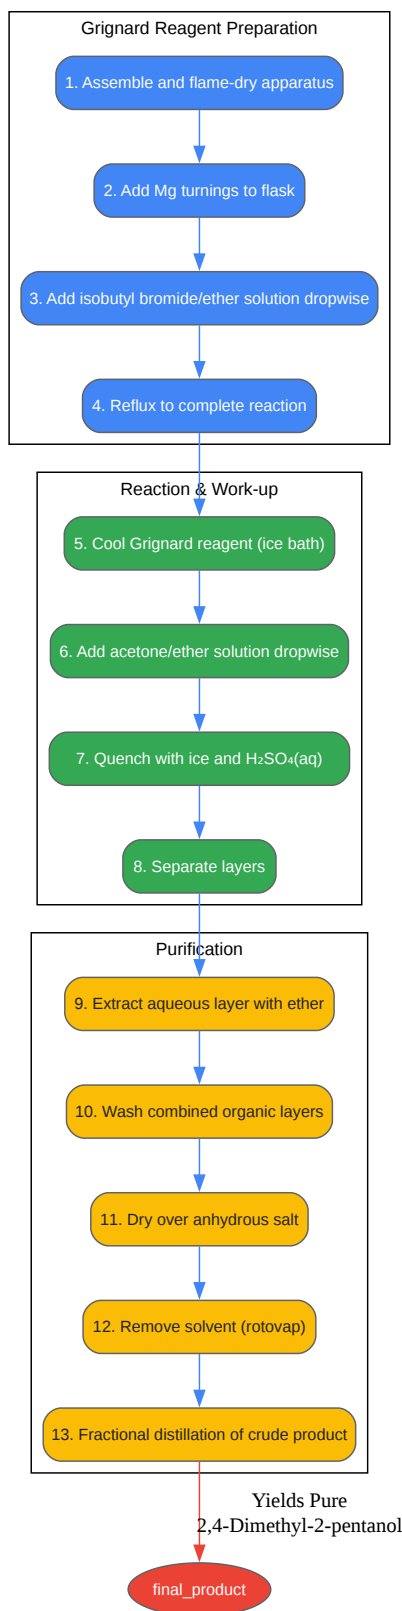 Grignard Reagent Preparation
1. Assemble and flame-dry apparatus
2. Add Mg turnings to flask
3. Add isobutyl bromide/ether solution dropwise
4. Reflux to complete reaction
Reaction & Work-up
5. Cool Grignard reagent (ice bath)
6. Add acetone/ether solution dropwise
7. Quench with ice and H₂SO₄(aq)
8. Separate layers
Purification
9. Extract aqueous layer with ether
10. Wash combined organic layers
11. Dry over anhydrous salt
12. Remove solvent (rotovap)
13. Fractional distillation of crude product
Yields Pure
2,4-Dimethyl-2-pentanol
final_product